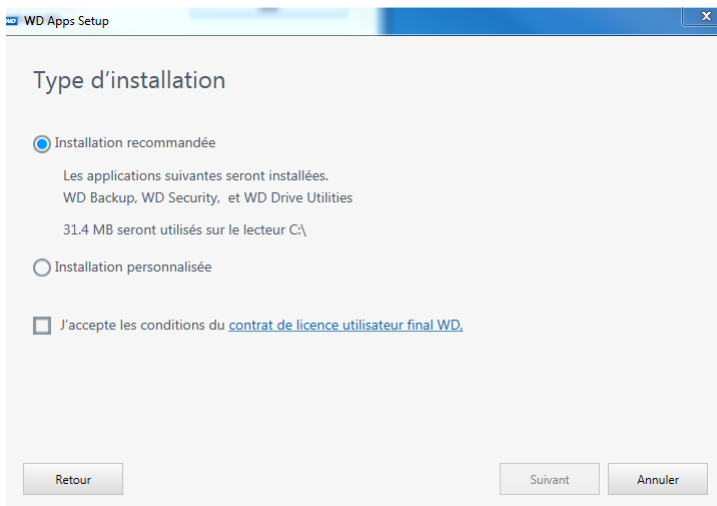 WD WD Apps Setup
Type d'installation
Installation recommandée
Les applications suivantes seront installées.
WD Backup, WD Security, et WD Drive Utilities
31.4 MB seront utilisés sur le lecteur C:\
Installation personnalisée
J'accepte les conditions du contrat de licence utilisateur final WD.
Retour
Suivant
Annuler